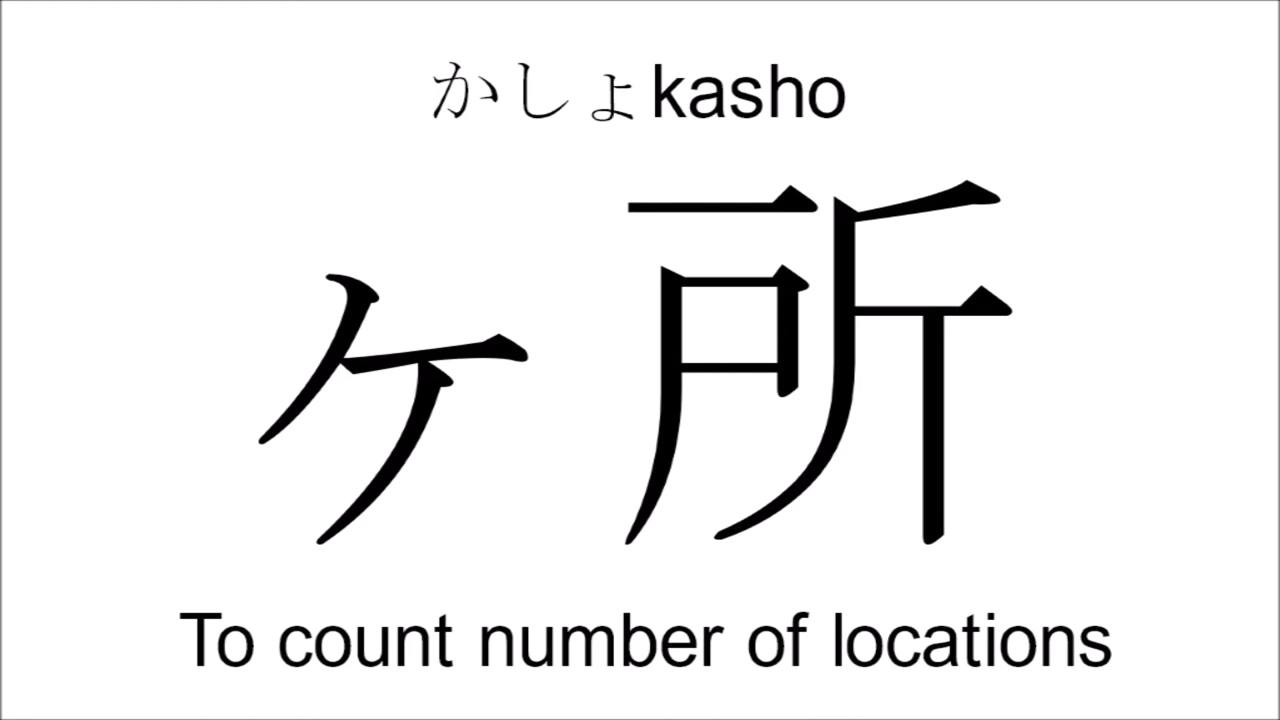 かしょkasho
ヶ所
To count number of locations